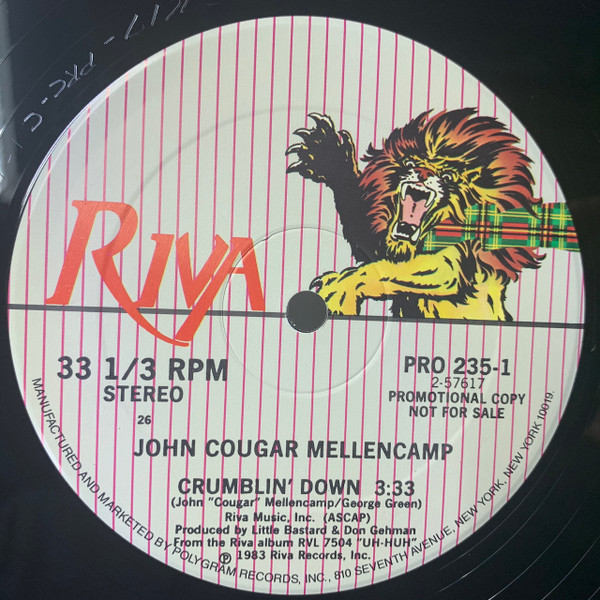 RIVA
33 1/3 RPM
STEREO
26
PRO 235-1
2-57617
PROMOTIONAL COPY
NOT FOR SALE
JOHN COUGAR MELLENCAMP
CRUMBLIN' DOWN 3:33
(John "Cougar" Mellencamp/George Green)
Riva Music, Inc. (ASCAP)
Produced by Little Bastard & Don Gehman
From the Riva album RVL 7504 "UH-HUH"
℗ 1983 Riva Records, Inc.
MANUFACTURED AND MARKETED BY POLYGRAM RECORDS, INC., 810 SEVENTH AVENUE, NEW YORK, NEW YORK 10019.